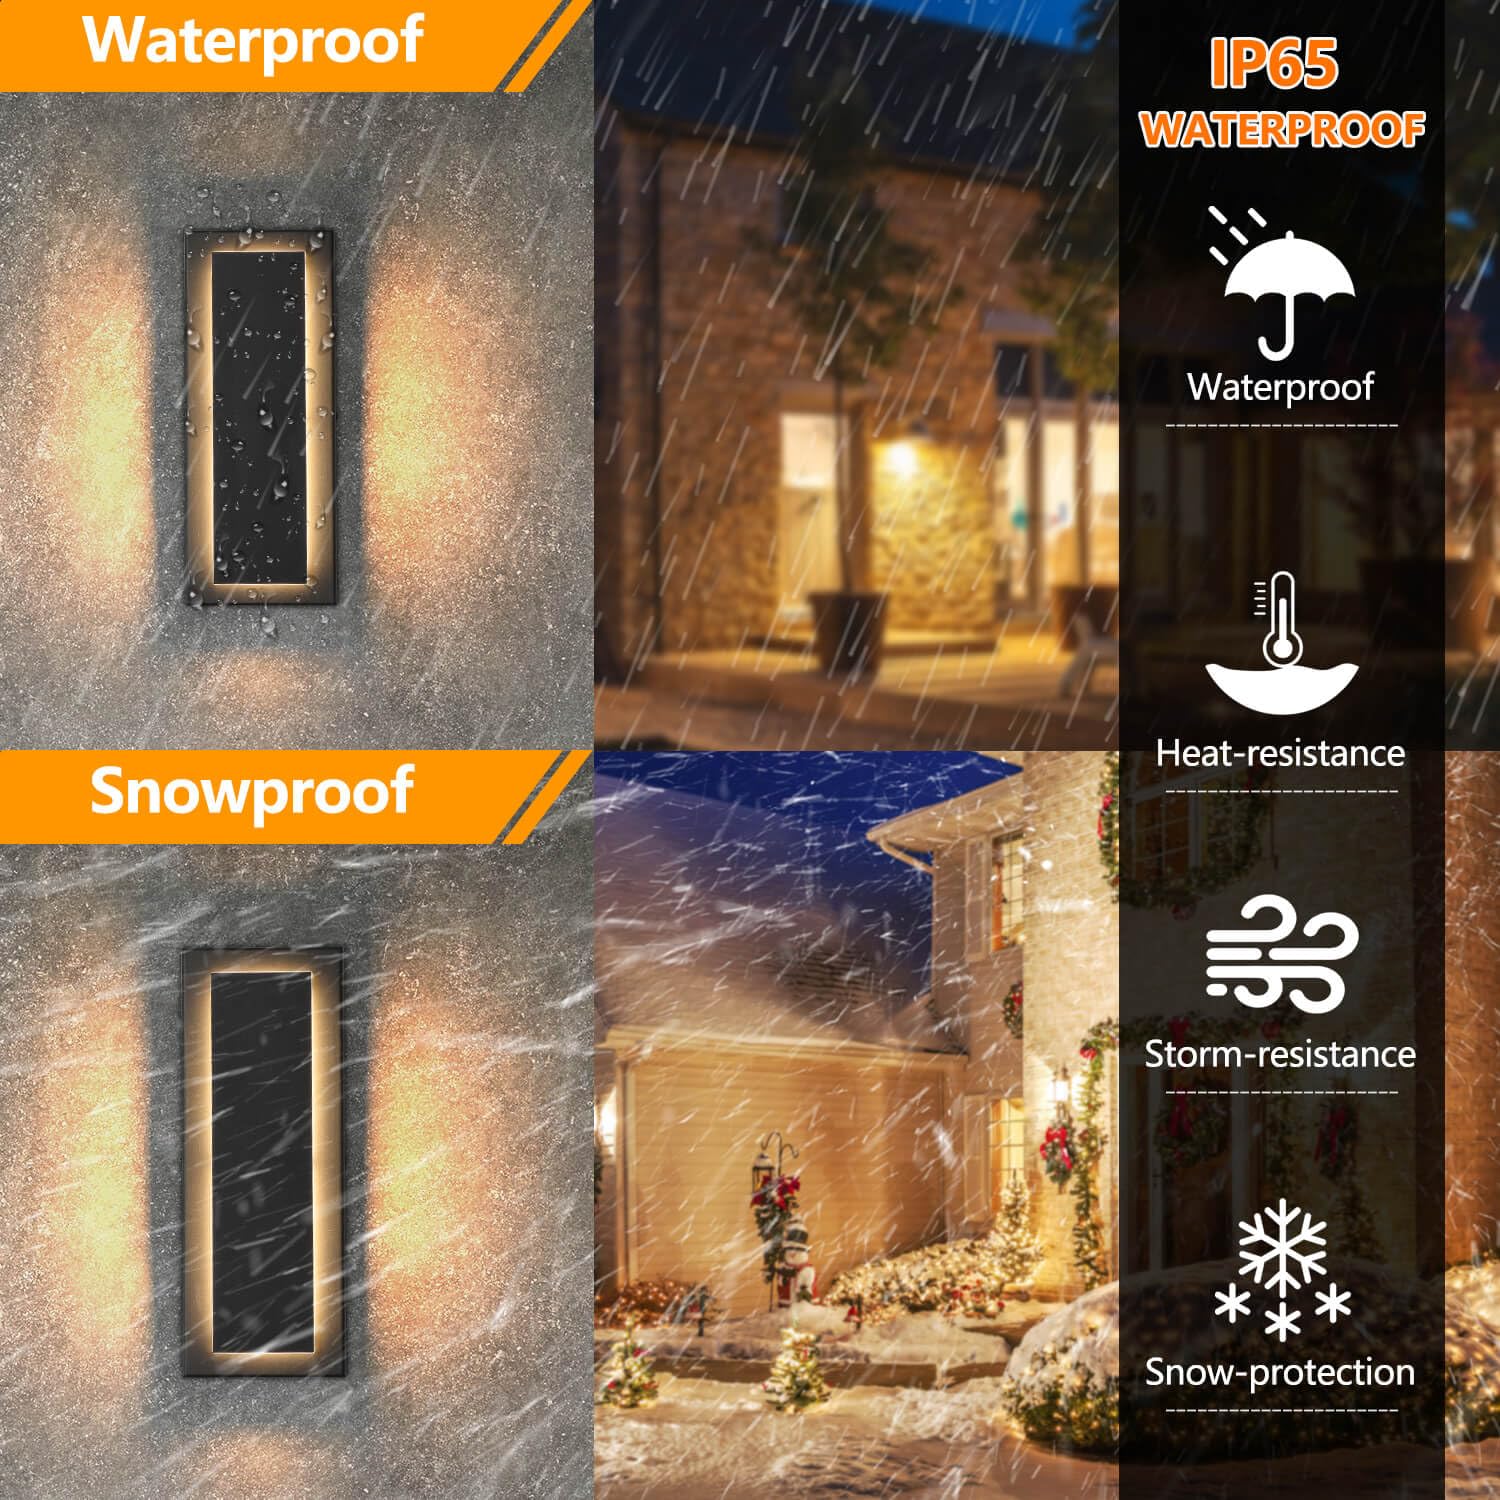 Waterproof
IP65
WATERPROOF
Waterproof
Heat-resistance
Snowproof
Storm-resistance
Snow-protection